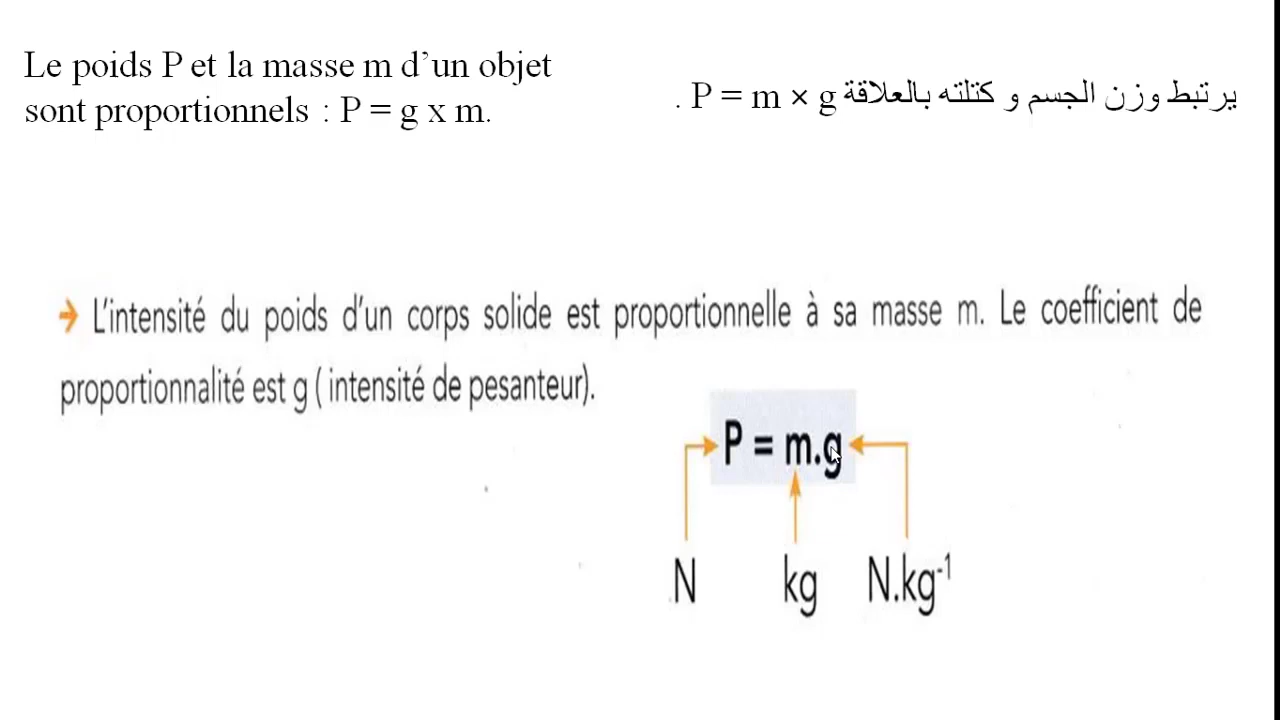 Le poids P et la masse m d’un objet
sont proportionnels : P = g x m.
يرتبط وزن الجسم و كتلته بالعلاقة P = m × g .
→ L'intensité du poids d'un corps solide est proportionnelle à sa masse m. Le coefficient de
proportionnalité est g ( intensité de pesanteur).
P = m.g
N kg N.kg⁻¹